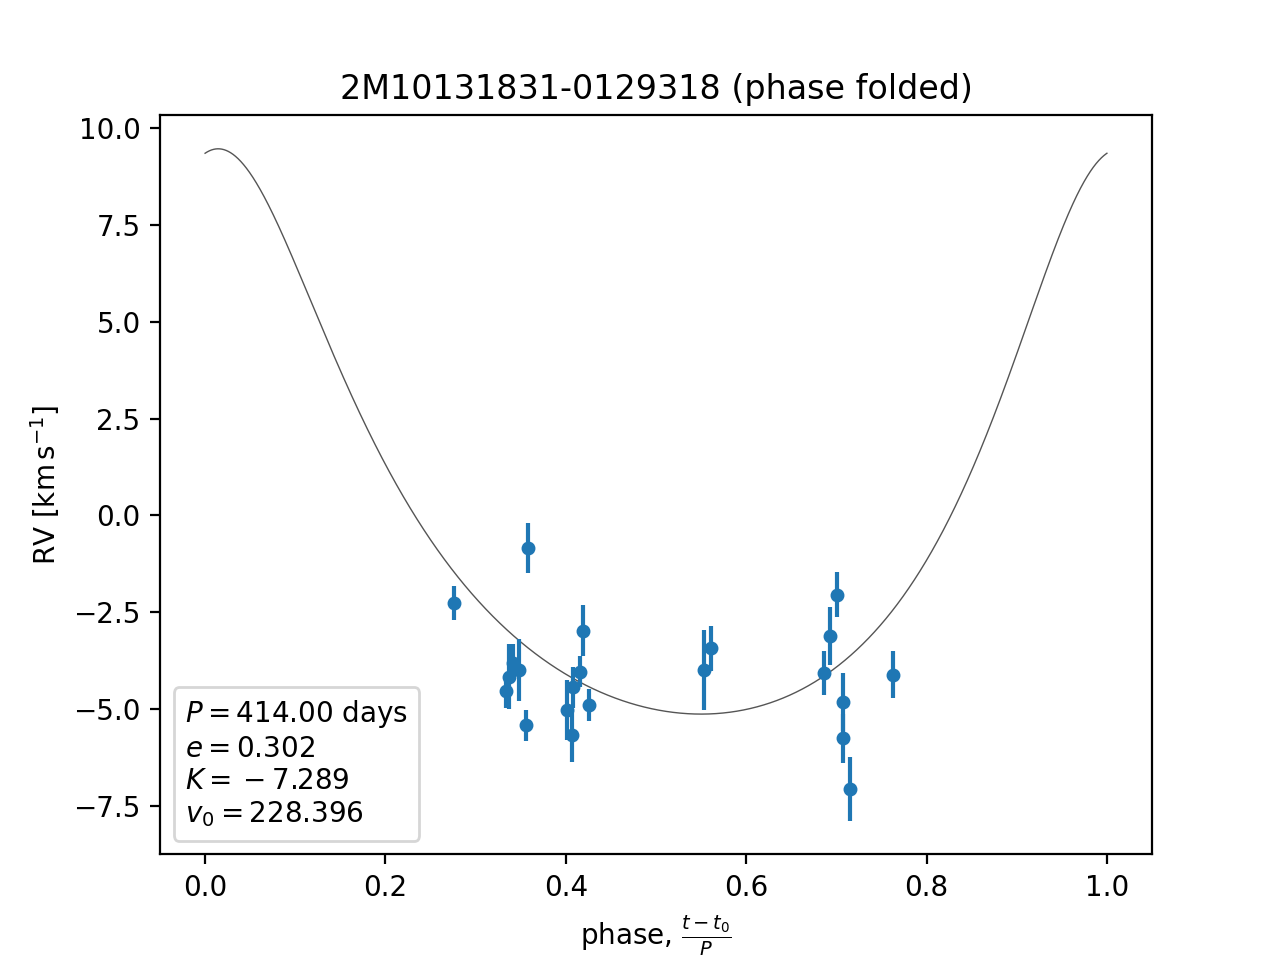 2M10131831-0129318 (phase folded)
10.0
7.5
5.0
2.5
0.0
−2.5
−5.0
−7.5
RV [km s⁻¹]
P = 414.00 days
e = 0.302
K = − 7.289
v₀ = 228.396
0.0 0.2 0.4 0.6 0.8 1.0
phase, (t − t₀)/P